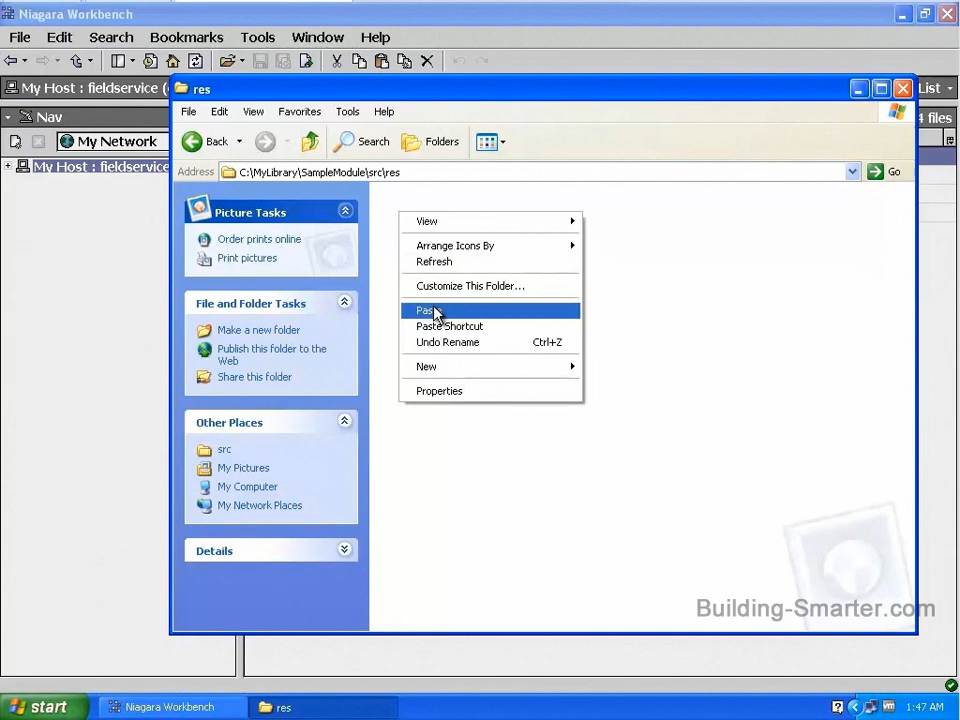 Niagara Workbench
File Edit Search Bookmarks Tools Window Help
My Host : fieldservice (
List
Nav
4 files
My Network
My Host : fieldservice
res
File Edit View Favorites Tools Help
Back Search Folders
Address C:\MyLibrary\SampleModule\src\res Go
Picture Tasks
Order prints online
Print pictures
File and Folder Tasks
Make a new folder
Publish this folder to the
Web
Share this folder
Other Places
src
My Pictures
My Computer
My Network Places
Details
View
Arrange Icons By
Refresh
Customize This Folder...
Paste
Paste Shortcut
Undo Rename Ctrl+Z
New
Properties
Building-Smarter.com
start Niagara Workbench res 1:47 AM